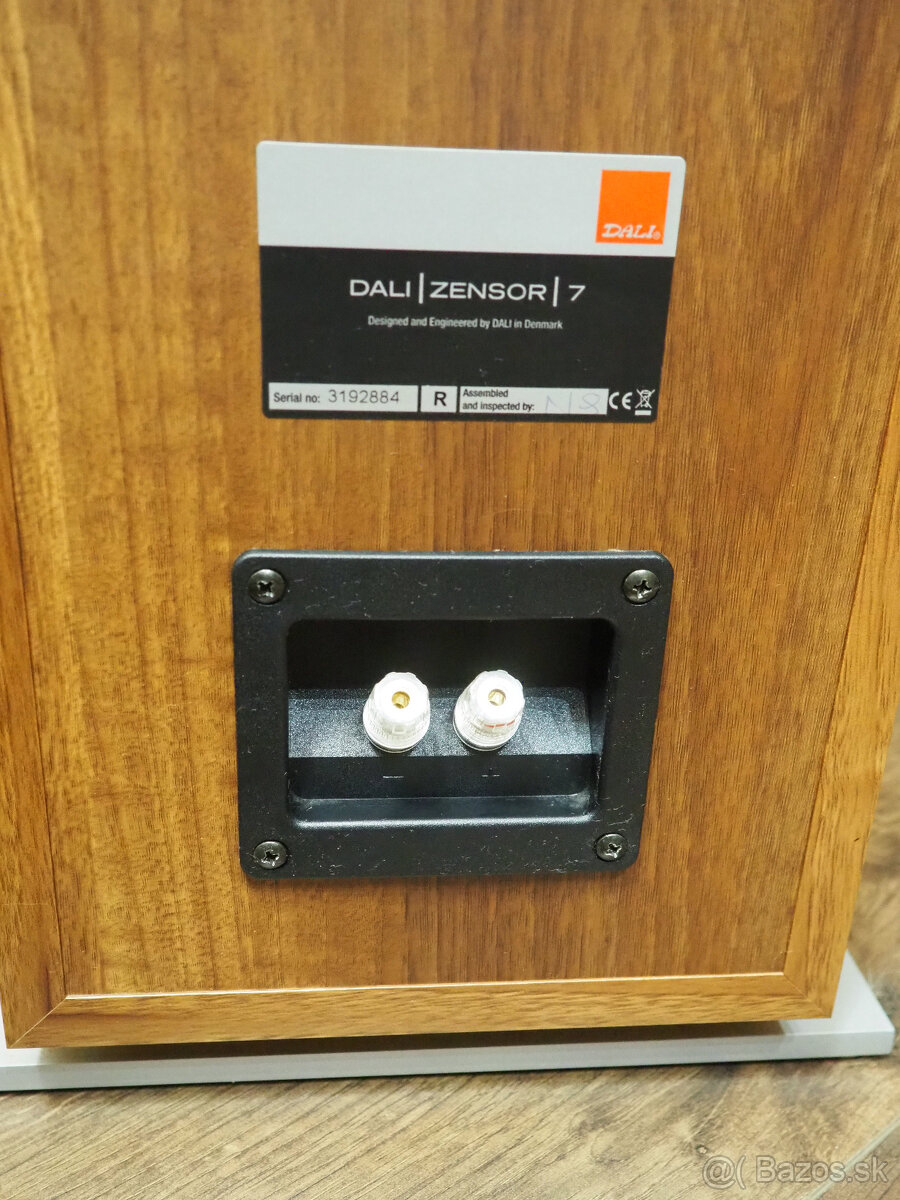 DALI®
DALI | ZENSOR | 7
Designed and Engineered by DALI in Denmark
Serial no: 3192884 R Assembled
and inspected by: CE
@( Bazos.sk